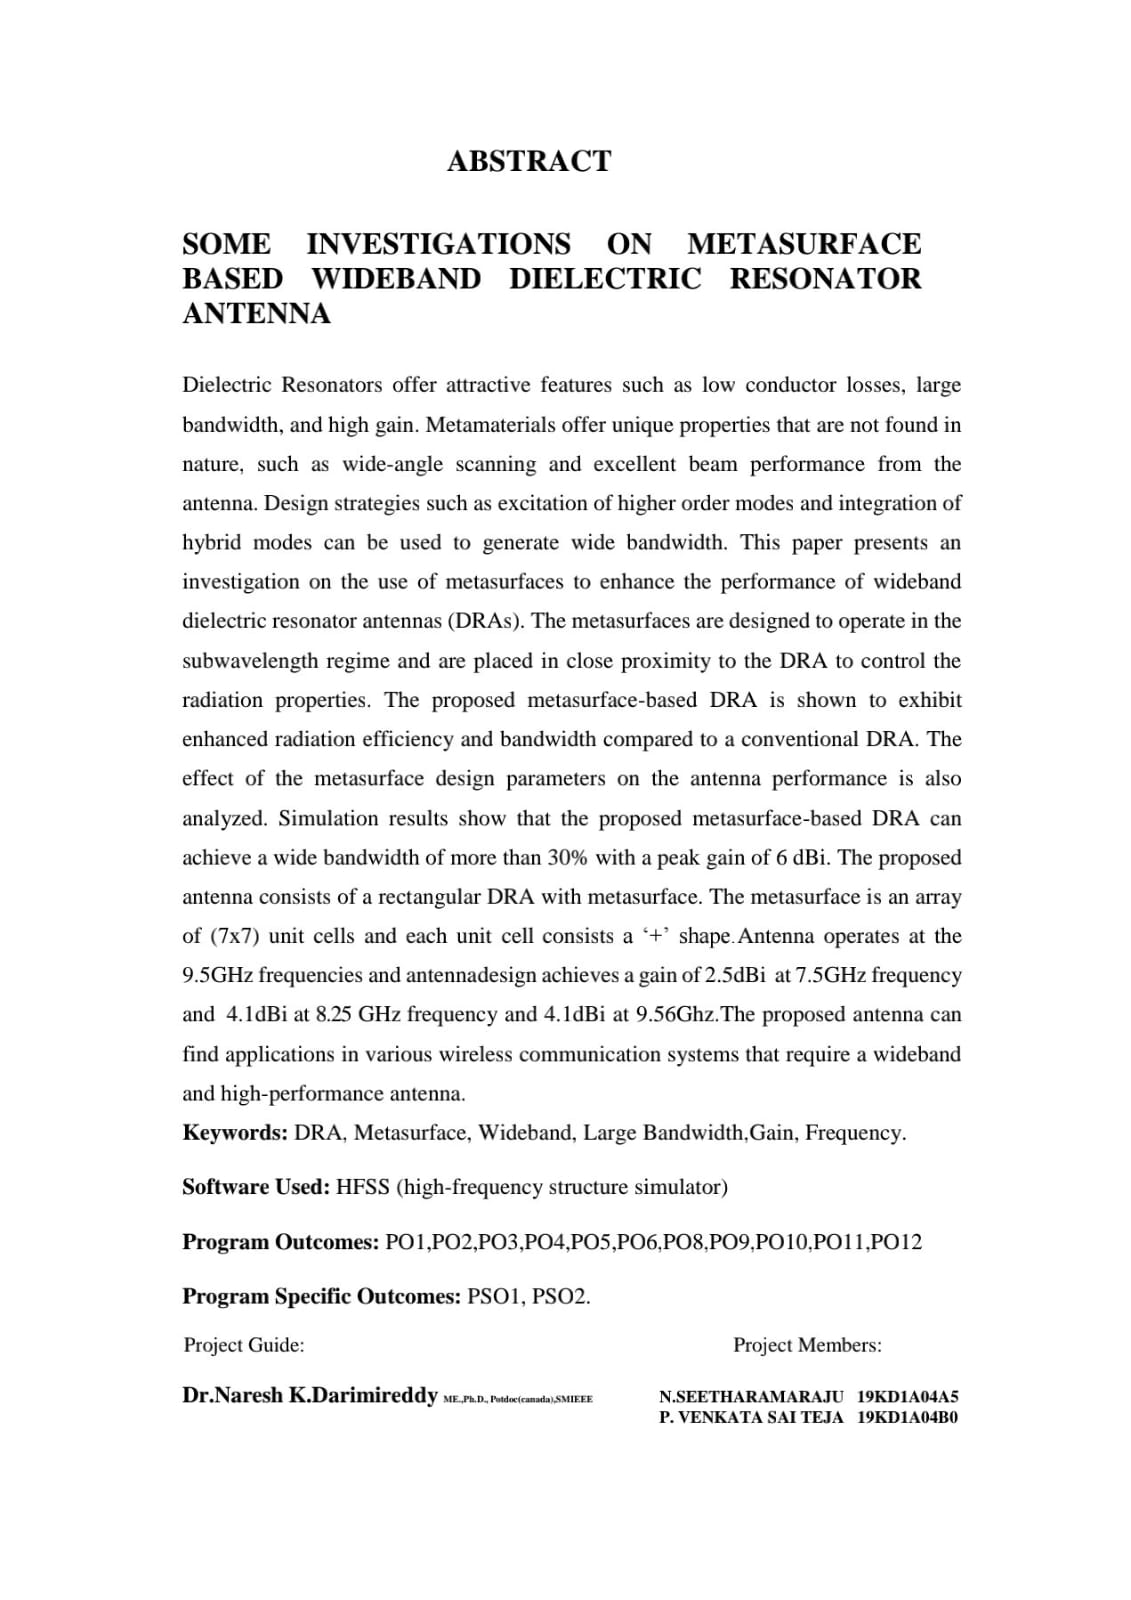 ABSTRACT
SOME INVESTIGATIONS ON METASURFACE
BASED WIDEBAND DIELECTRIC RESONATOR
ANTENNA
Dielectric Resonators offer attractive features such as low conductor losses, large
bandwidth, and high gain. Metamaterials offer unique properties that are not found in
nature, such as wide-angle scanning and excellent beam performance from the
antenna. Design strategies such as excitation of higher order modes and integration of
hybrid modes can be used to generate wide bandwidth. This paper presents an
investigation on the use of metasurfaces to enhance the performance of wideband
dielectric resonator antennas (DRAs). The metasurfaces are designed to operate in the
subwavelength regime and are placed in close proximity to the DRA to control the
radiation properties. The proposed metasurface-based DRA is shown to exhibit
enhanced radiation efficiency and bandwidth compared to a conventional DRA. The
effect of the metasurface design parameters on the antenna performance is also
analyzed. Simulation results show that the proposed metasurface-based DRA can
achieve a wide bandwidth of more than 30% with a peak gain of 6 dBi. The proposed
antenna consists of a rectangular DRA with metasurface. The metasurface is an array
of (7x7) unit cells and each unit cell consists a ‘+’ shape.Antenna operates at the
9.5GHz frequencies and antennadesign achieves a gain of 2.5dBi at 7.5GHz frequency
and 4.1dBi at 8.25 GHz frequency and 4.1dBi at 9.56Ghz.The proposed antenna can
find applications in various wireless communication systems that require a wideband
and high-performance antenna.
Keywords: DRA, Metasurface, Wideband, Large Bandwidth,Gain, Frequency.
Software Used: HFSS (high-frequency structure simulator)
Program Outcomes: PO1,PO2,PO3,PO4,PO5,PO6,PO8,PO9,PO10,PO11,PO12
Program Specific Outcomes: PSO1, PSO2.
Project Guide: Project Members:
Dr.Naresh K.Darimireddy ME.,Ph.D., Potdoc(canada),SMIEEE N.SEETHARAMARAJU 19KD1A04A5
P. VENKATA SAI TEJA 19KD1A04B0